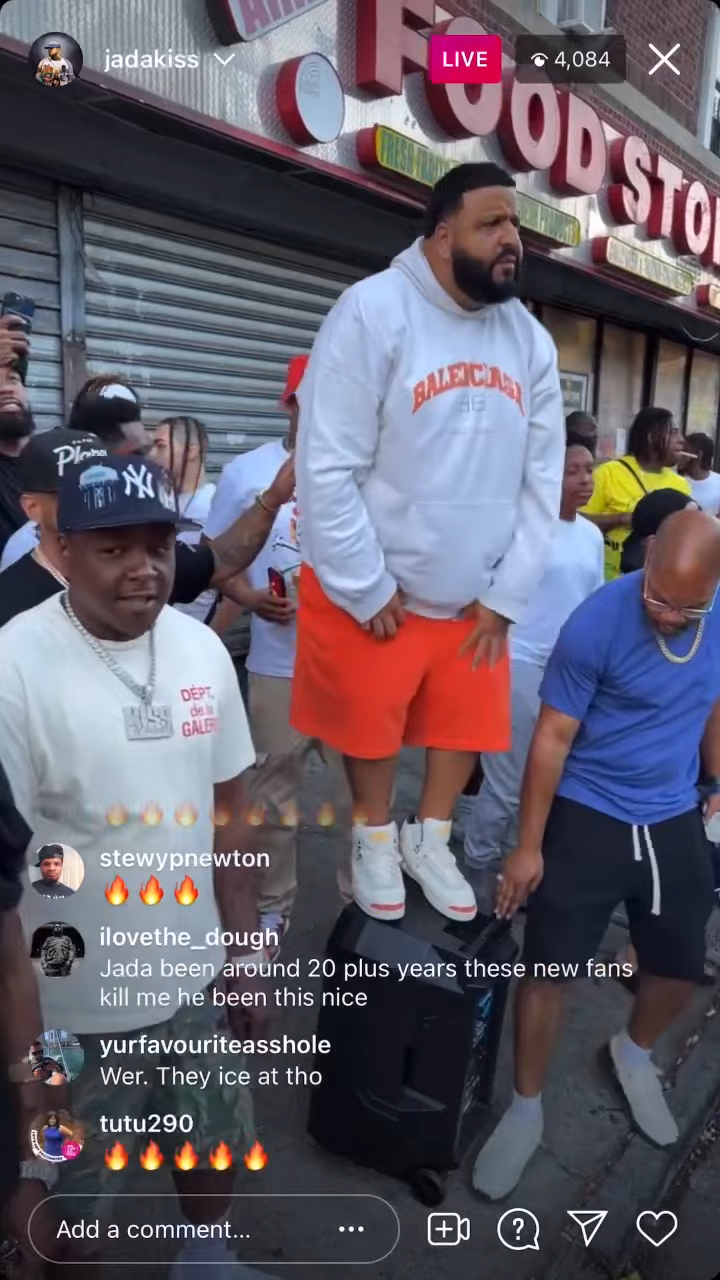 jadakiss
LIVE
4,084
FOOD STO
NY
BALENCIAGA
DÉPT.
de la
GALER
KISS
stewypnewton
🔥 🔥 🔥
ilovethe_dough
Jada been around 20 plus years these new fans
kill me he been this nice
yurfavouriteasshole
Wer. They ice at tho
tutu290
🔥 🔥 🔥 🔥 🔥
Add a comment...